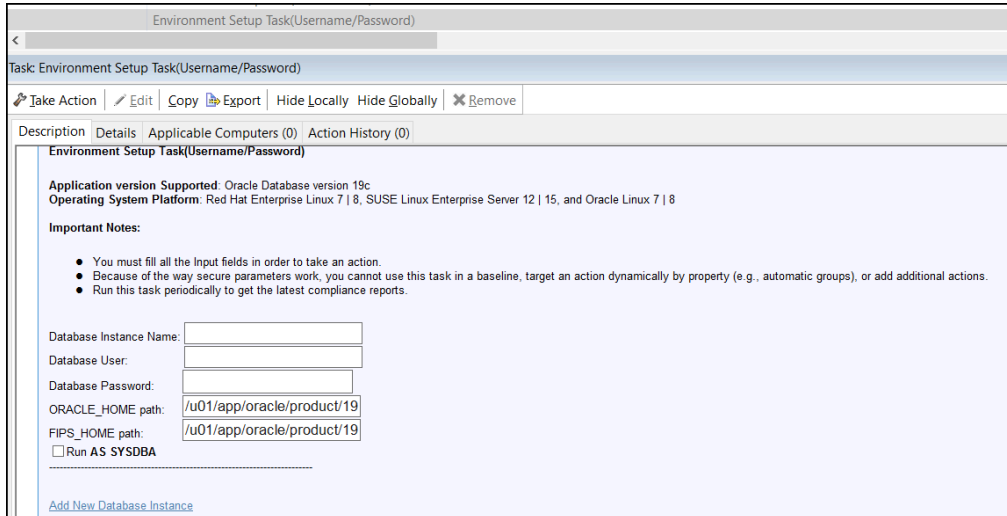 Environment Setup Task(Username/Password)
Task: Environment Setup Task(Username/Password)
Take Action Edit Copy Export Hide Locally Hide Globally Remove
Description Details Applicable Computers (0) Action History (0)
Environment Setup Task(Username/Password)
Application version Supported: Oracle Database version 19c
Operating System Platform: Red Hat Enterprise Linux 7 | 8, SUSE Linux Enterprise Server 12 | 15, and Oracle Linux 7 | 8
Important Notes:
● You must fill all the Input fields in order to take an action.
● Because of the way secure parameters work, you cannot use this task in a baseline, target an action dynamically by property (e.g., automatic groups), or add additional actions.
● Run this task periodically to get the latest compliance reports.
Database Instance Name:
Database User:
Database Password:
ORACLE_HOME path: /u01/app/oracle/product/19
FIPS_HOME path: /u01/app/oracle/product/19
Run AS SYSDBA
Add New Database Instance